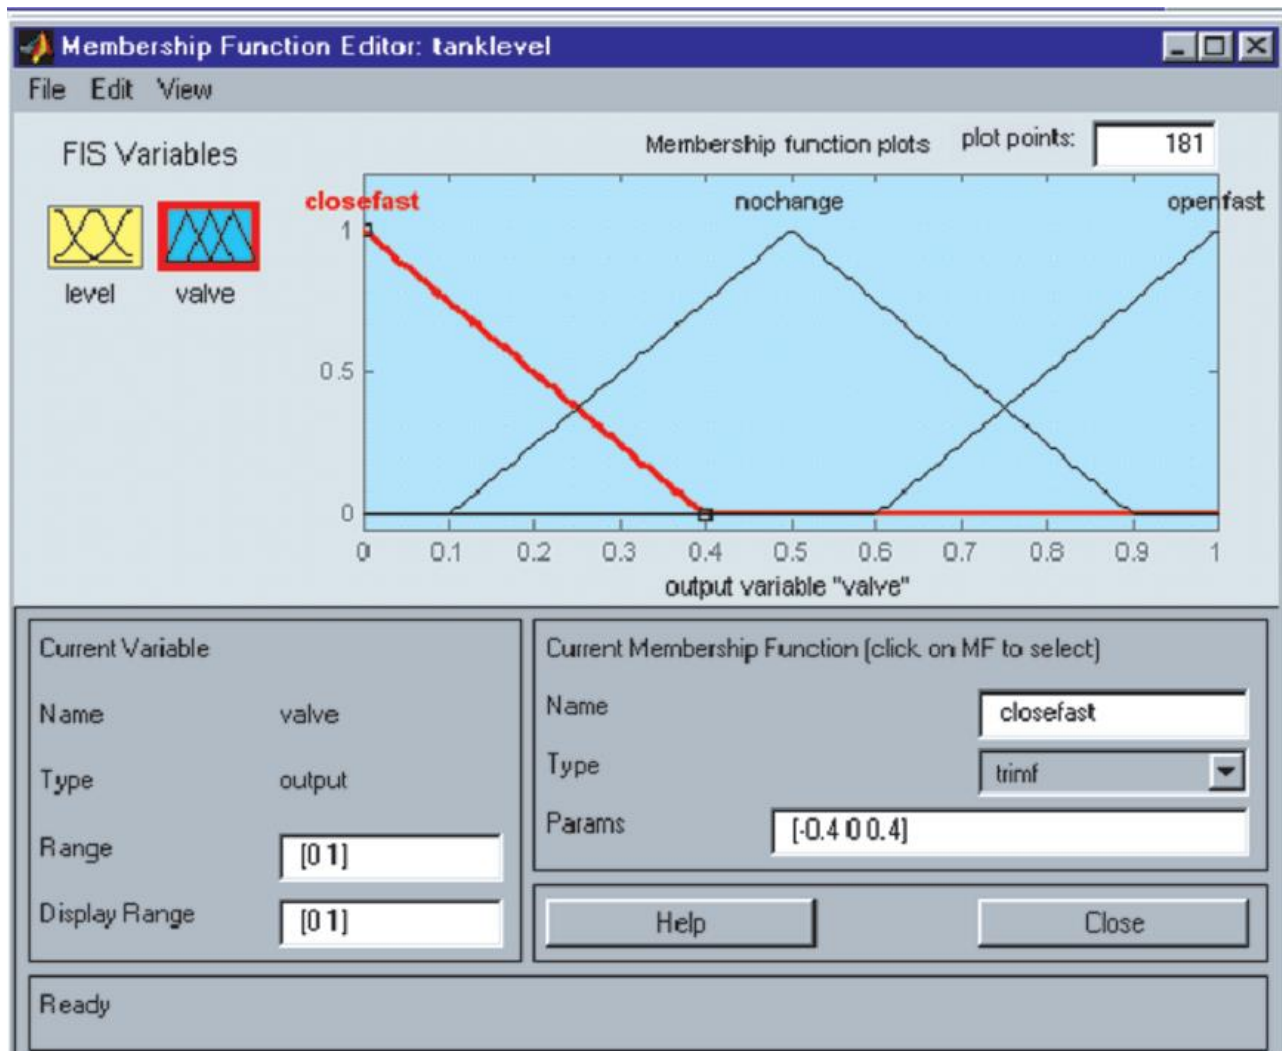 Membership Function Editor: tanklevel
File Edit View
FIS Variables
level valve
Membership function plots plot points: 181
closefast nochange openfast
1
0.5
0
0 0.1 0.2 0.3 0.4 0.5 0.6 0.7 0.8 0.9 1
output variable "valve"
Current Variable
Name valve
Type output
Range [0 1]
Display Range [0 1]
Current Membership Function (click on MF to select)
Name closefast
Type trimf
Params [-0.4 0 0.4]
Help Close
Ready